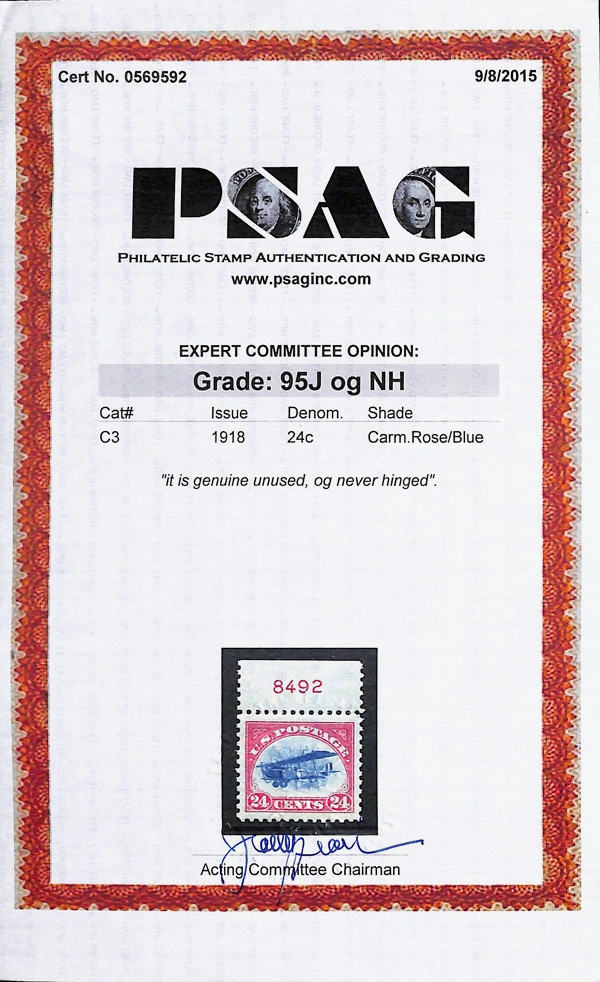 Cert No. 0569592 9/8/2015
PSAG
PHILATELIC STAMP AUTHENTICATION AND GRADING
www.psaginc.com
EXPERT COMMITTEE OPINION:
Grade: 95J og NH
Cat# Issue Denom. Shade
C3 1918 24c Carm.Rose/Blue
"it is genuine unused, og never hinged".
8492
U.S. POSTAGE
24 CENTS 24
Acting Committee Chairman